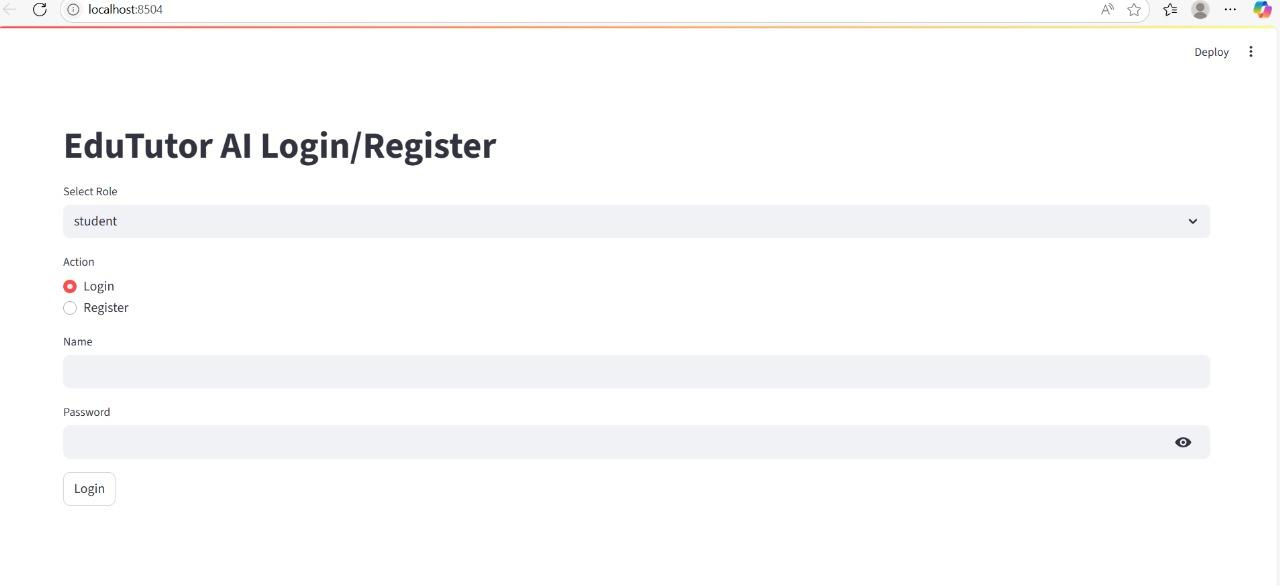 localhost:8504
Deploy
EduTutor AI Login/Register
Select Role
student
Action
Login
Register
Name
Password
Login